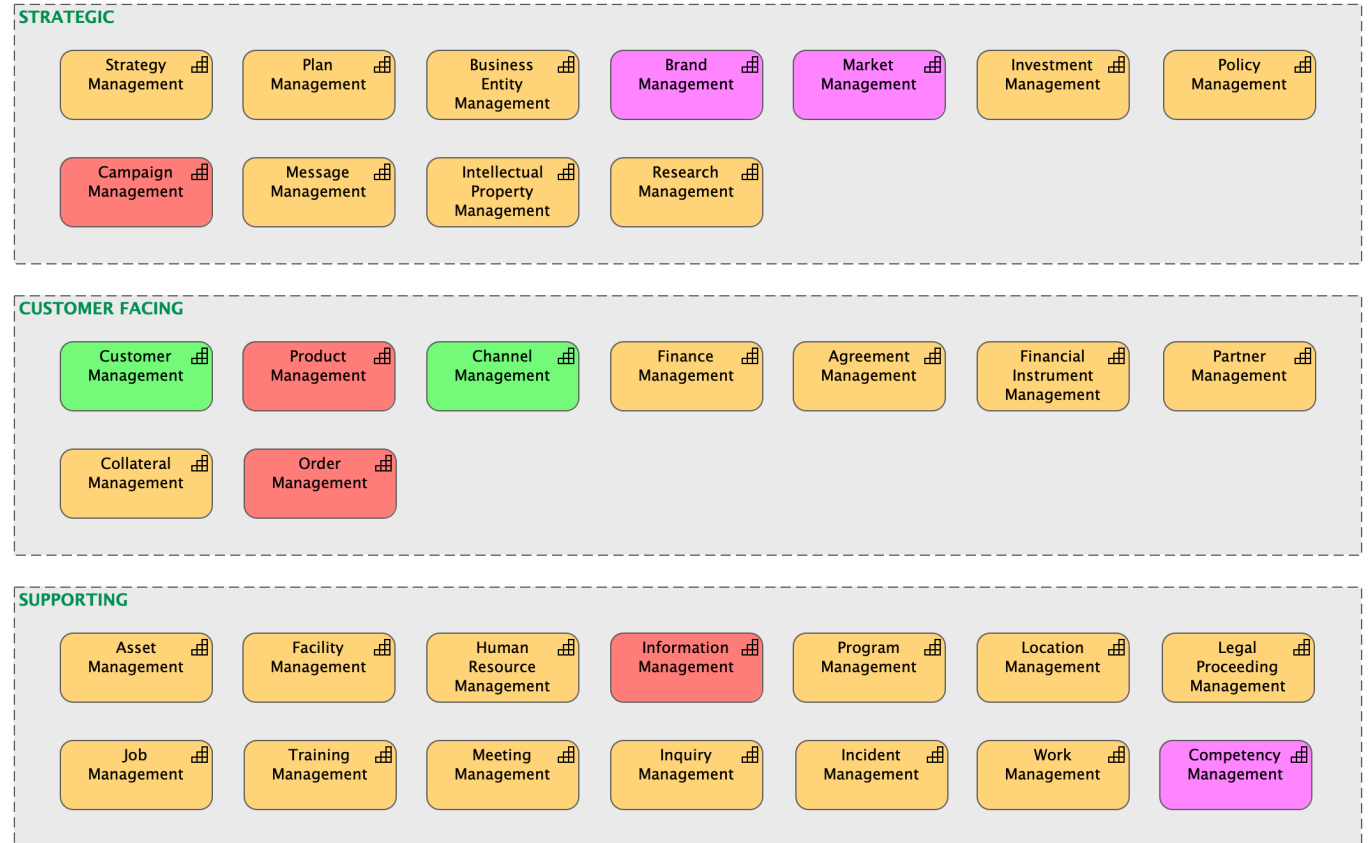 STRATEGIC
Strategy
Management
Plan
Management
Business
Entity
Management
Brand
Management
Market
Management
Investment
Management
Policy
Management
Campaign
Management
Message
Management
Intellectual
Property
Management
Research
Management
CUSTOMER FACING
Customer
Management
Product
Management
Channel
Management
Finance
Management
Agreement
Management
Financial
Instrument
Management
Partner
Management
Collateral
Management
Order
Management
SUPPORTING
Asset
Management
Facility
Management
Human
Resource
Management
Information
Management
Program
Management
Location
Management
Legal
Proceeding
Management
Job
Management
Training
Management
Meeting
Management
Inquiry
Management
Incident
Management
Work
Management
Competency
Management